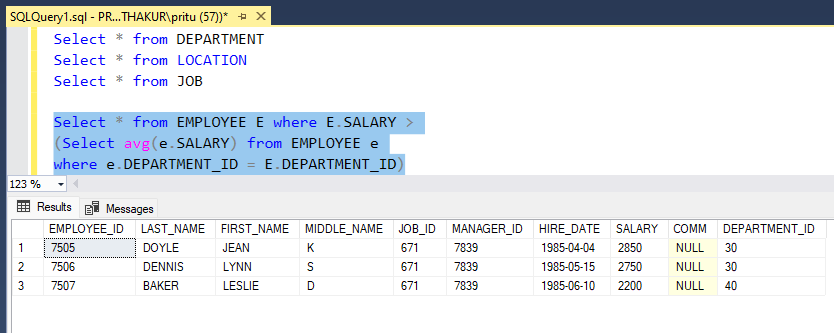 SQLQuery1.sql - PR...THAKUR\pritu (57))*
Select * from DEPARTMENT
Select * from LOCATION
Select * from JOB
Select * from EMPLOYEE E where E.SALARY >
(Select avg(e.SALARY) from EMPLOYEE e
where e.DEPARTMENT_ID = E.DEPARTMENT_ID)
123 %
Results Messages
EMPLOYEE_ID LAST_NAME FIRST_NAME MIDDLE_NAME JOB_ID MANAGER_ID HIRE_DATE SALARY COMM DEPARTMENT_ID
1 7505 DOYLE JEAN K 671 7839 1985-04-04 2850 NULL 30
2 7506 DENNIS LYNN S 671 7839 1985-05-15 2750 NULL 30
3 7507 BAKER LESLIE D 671 7839 1985-06-10 2200 NULL 40